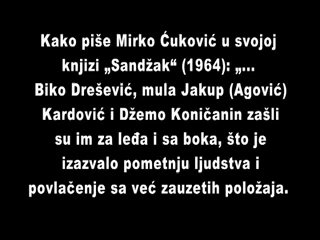 Kako piše Mirko Ćuković u svojoj
knjizi „Sandžak“ (1964): „...
Biko Drešević, mula Jakup (Agović)
Kardović i Džemo Koničanin zašli
su im za leđa i sa boka, što je
izazvalo pometnju ljudstva i
povlačenje sa već zauzetih položaja.